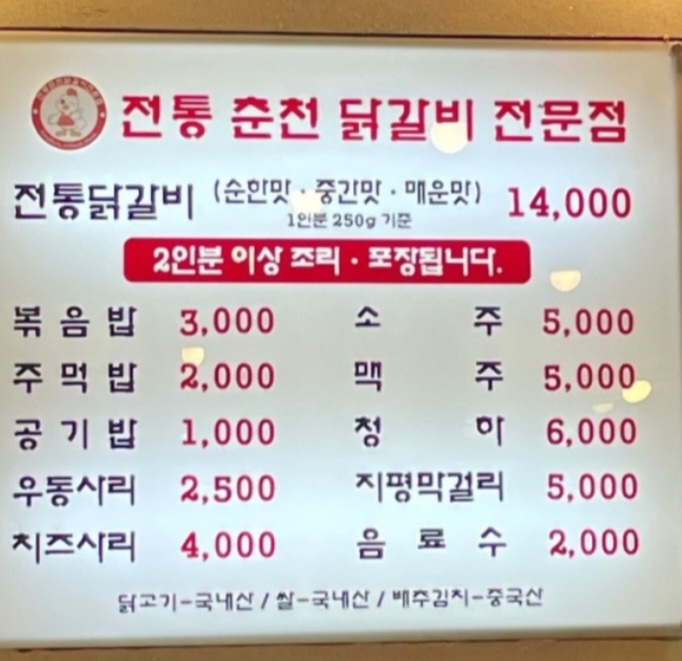 전통 춘천 닭갈비 전문점
전통닭갈비 (순한맛 · 중간맛 · 매운맛) 14,000
1인분 250g 기준
2인분 이상 조리 · 포장됩니다.
볶음밥 3,000 소주 5,000
주먹밥 2,000 맥주 5,000
공기밥 1,000 청하 6,000
우동사리 2,500 지평막걸리 5,000
치즈사리 4,000 음료수 2,000
닭고기-국내산 / 쌀-국내산 / 배추김치-중국산